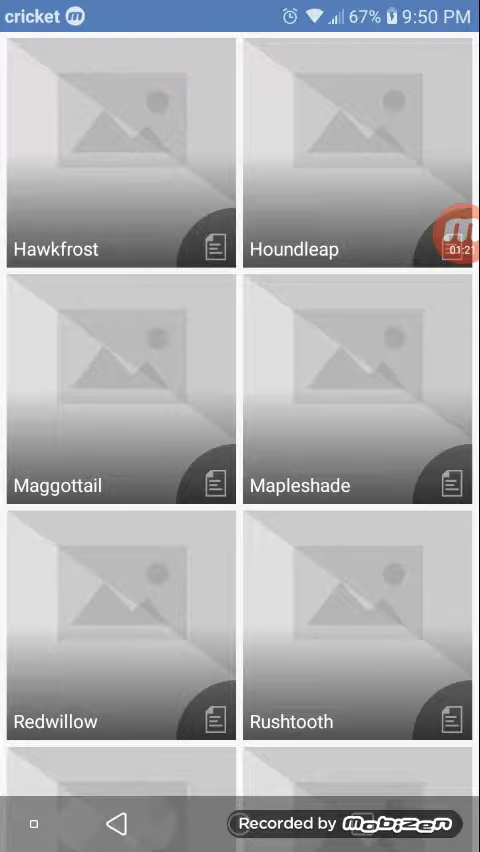 cricket
67% 9:50 PM
Hawkfrost
Houndleap
01:21
Maggottail
Mapleshade
Redwillow
Rushtooth
Recorded by mobizen